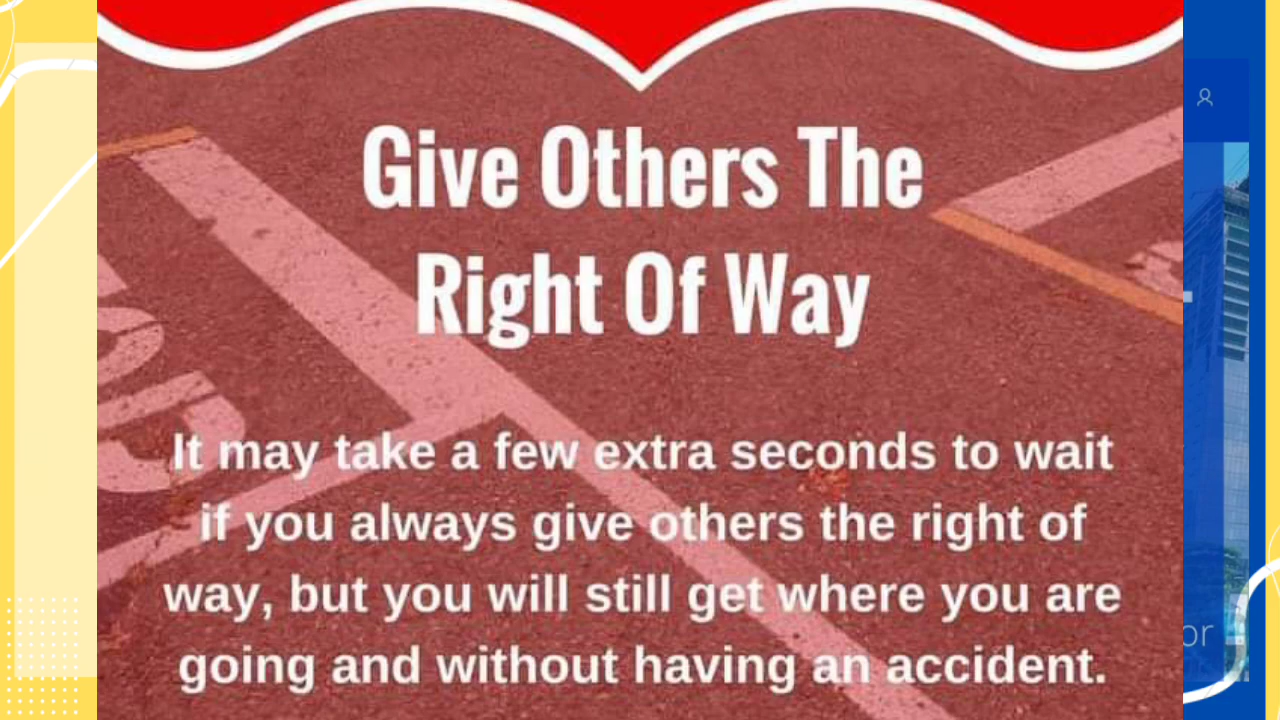 Give Others The
Right Of Way
It may take a few extra seconds to wait
if you always give others the right of
way, but you will still get where you are
going and without having an accident.
or